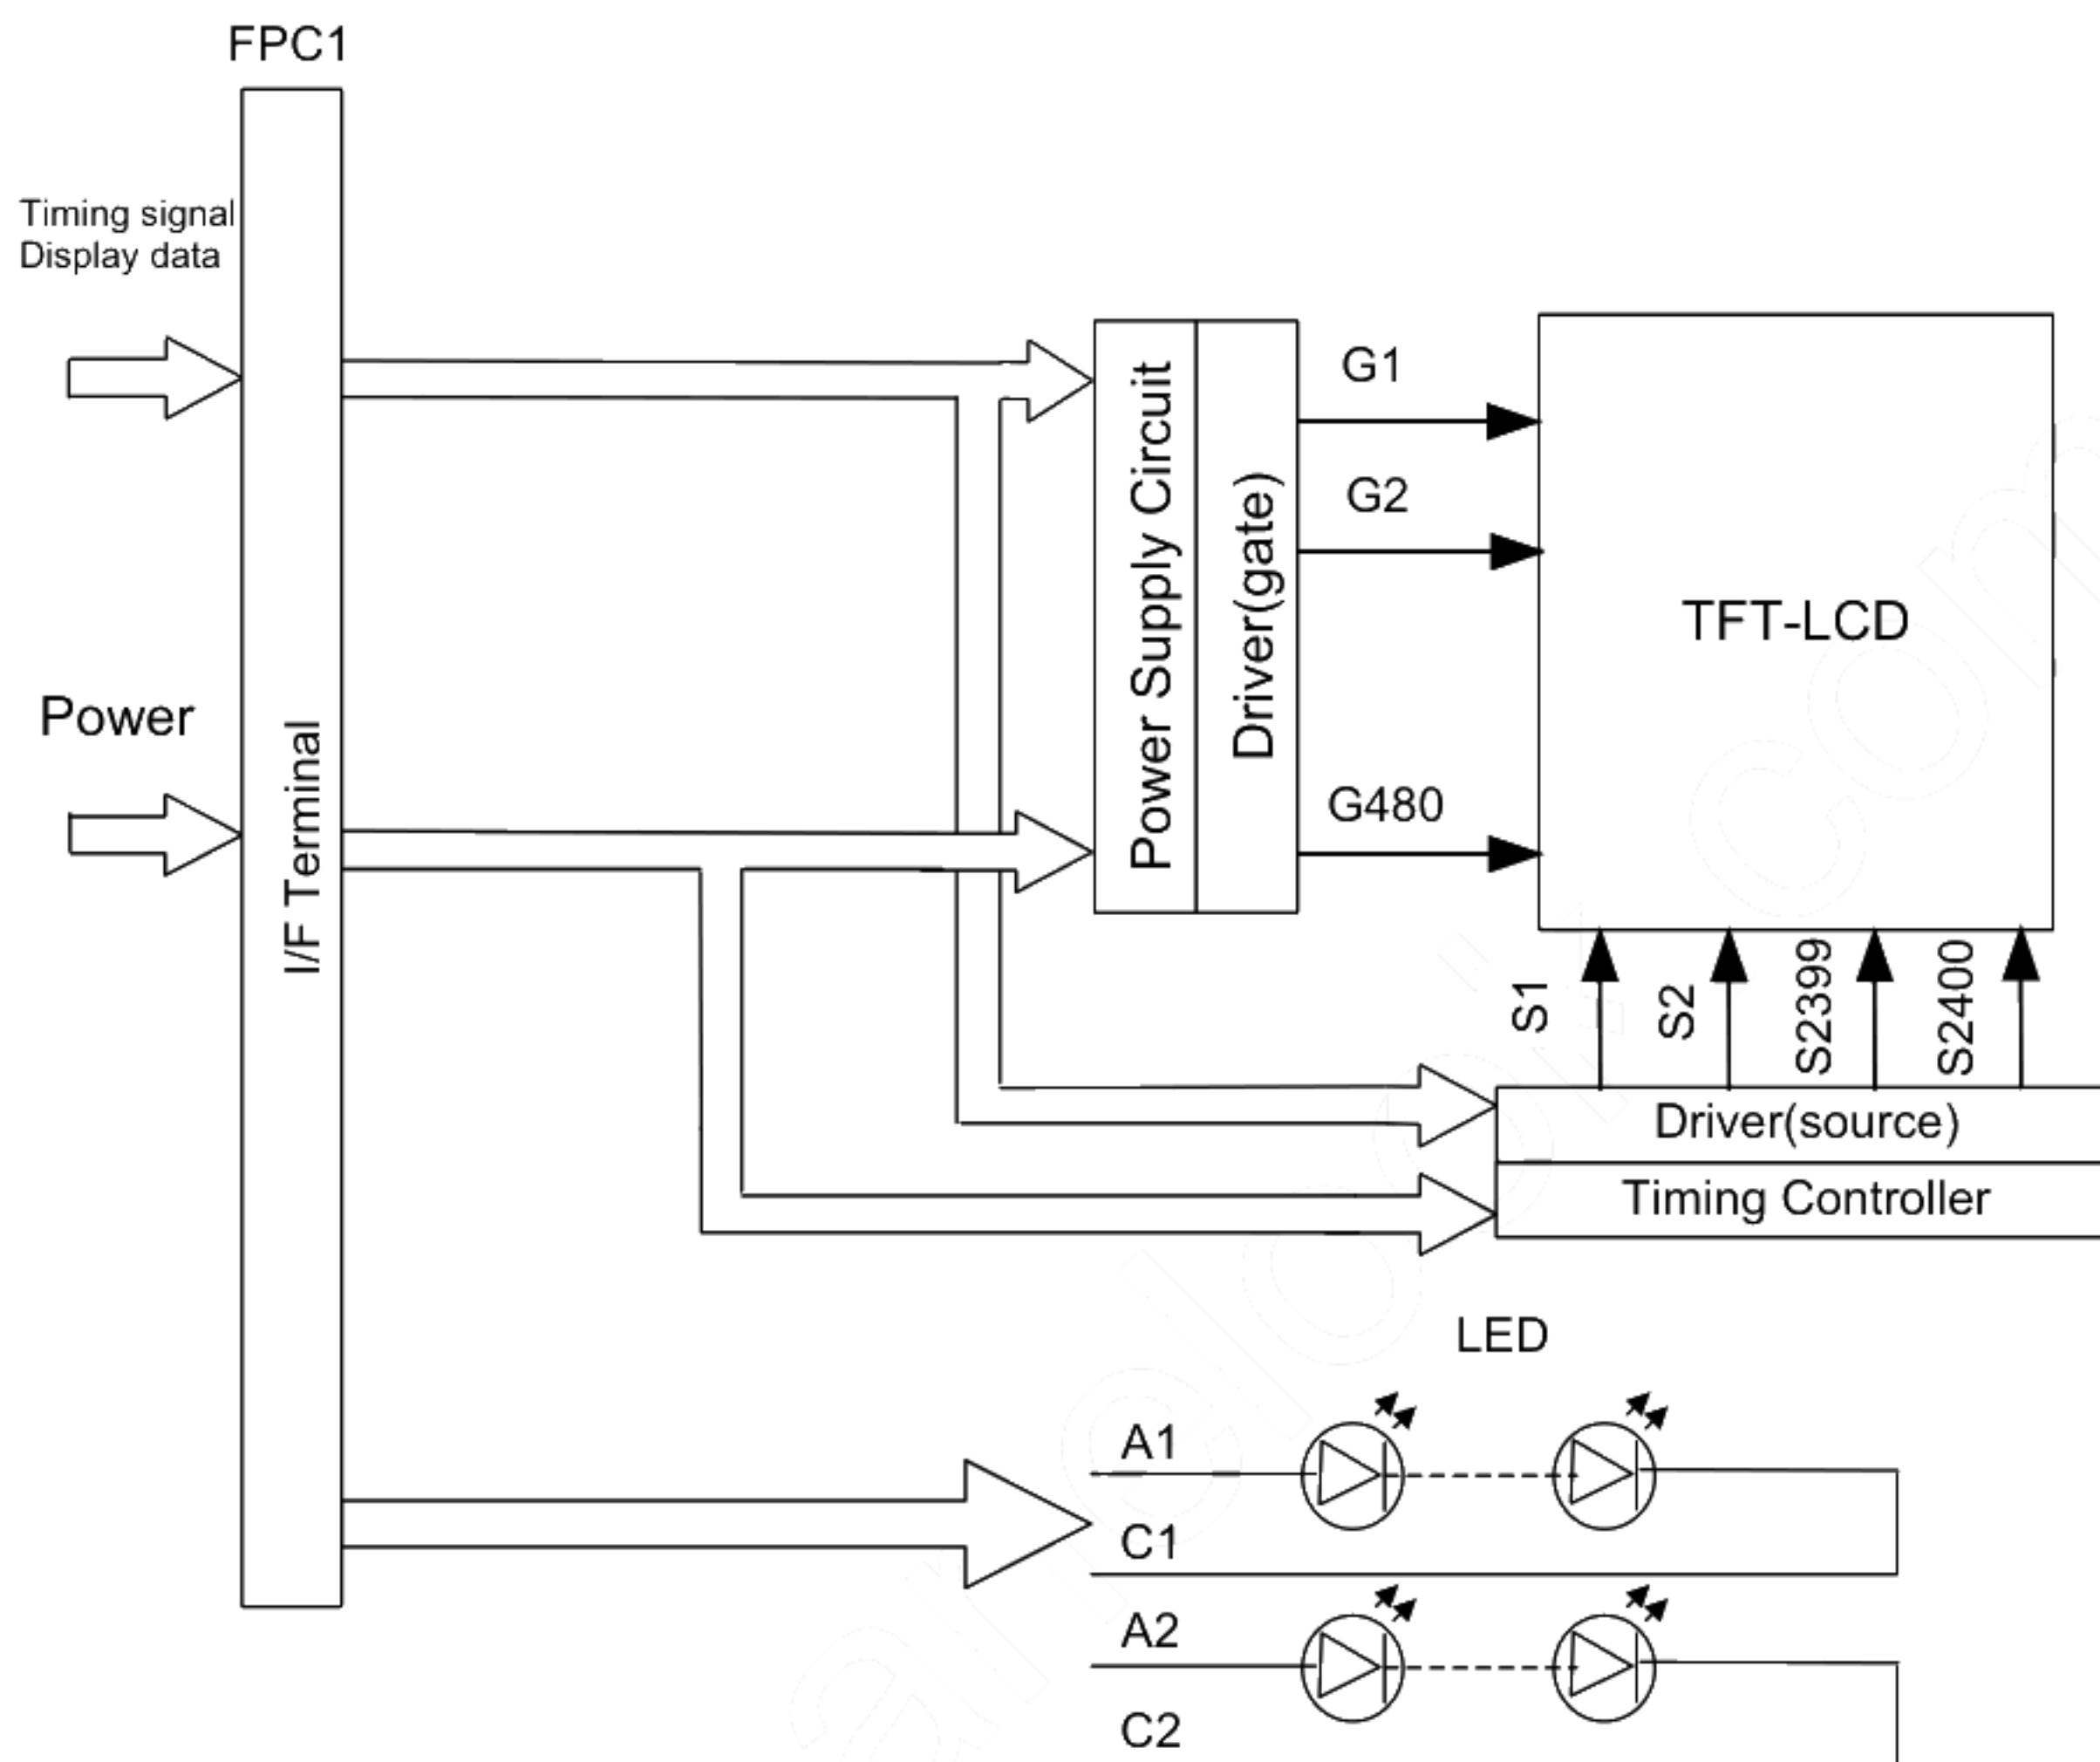 FPC1
Timing signal
Display data
Power
I/F Terminal
Power Supply Circuit
Driver(gate)
G1
G2
G480
TFT-LCD
S1
S2
S2399
S2400
Driver(source)
Timing Controller
LED
A1
C1
A2
C2